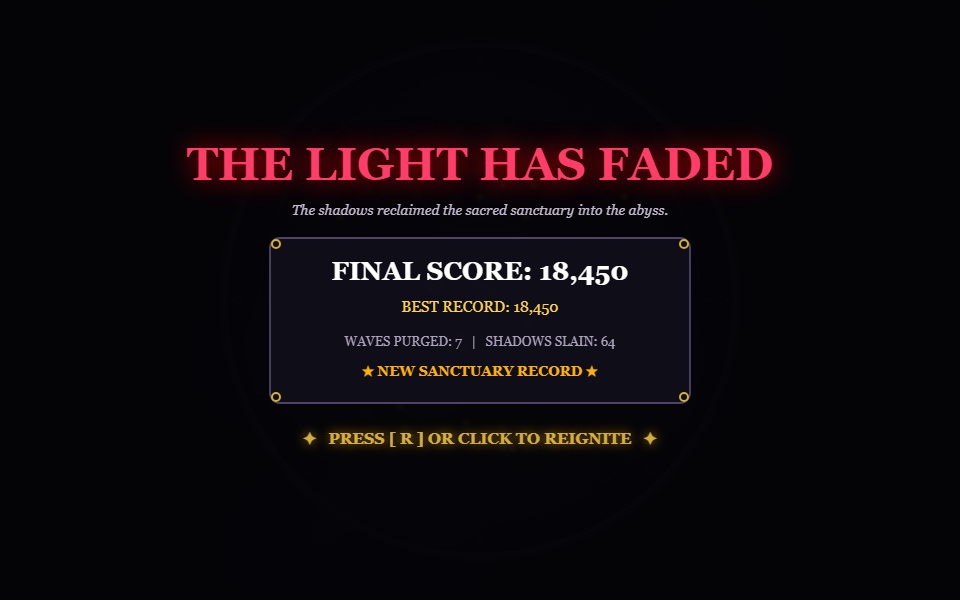 THE LIGHT HAS FADED
The shadows reclaimed the sacred sanctuary into the abyss.
FINAL SCORE: 18,450
BEST RECORD: 18,450
WAVES PURGED: 7 | SHADOWS SLAIN: 64
★ NEW SANCTUARY RECORD ★
✦ PRESS [ R ] OR CLICK TO REIGNITE ✦